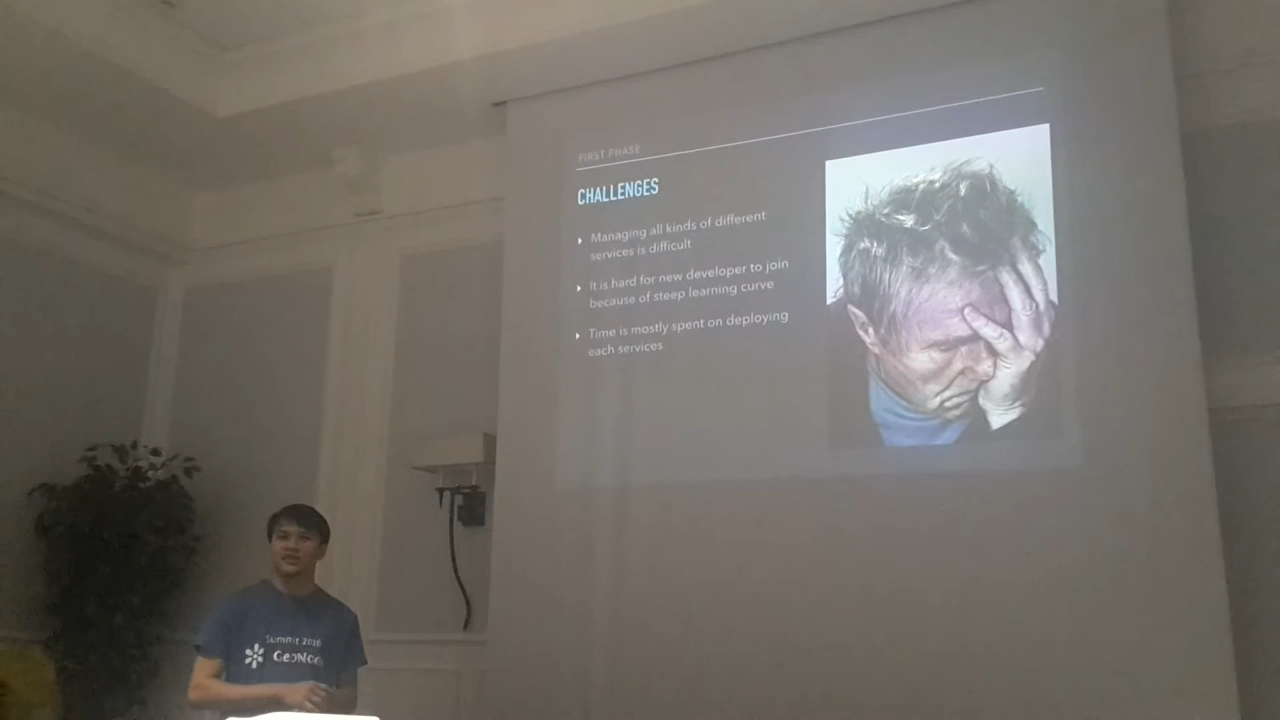 FIRST PHASE
CHALLENGES
Managing all kinds of different
services is difficult
It is hard for new developer to join
because of steep learning curve
Time is mostly spent on deploying
each services
Summit 2016